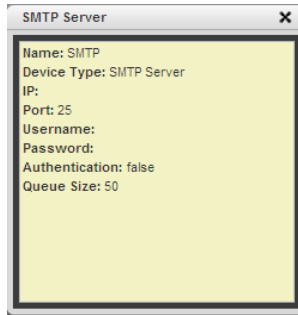 SMTP Server
Name: SMTP
Device Type: SMTP Server
IP:
Port: 25
Username:
Password:
Authentication: false
Queue Size: 50